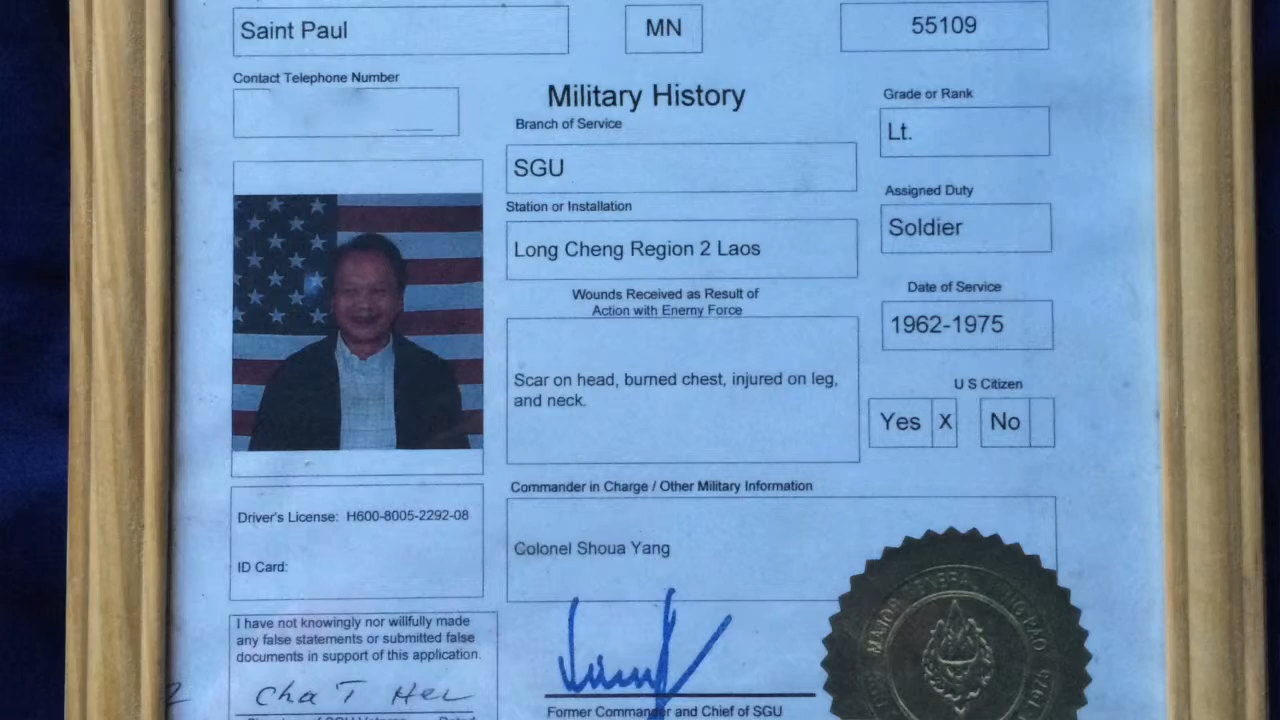 Saint Paul
MN
55109
Contact Telephone Number
Military History
Grade or Rank
Lt.
Branch of Service
SGU
Assigned Duty
Soldier
Station or Installation
Long Cheng Region 2 Laos
Date of Service
1962-1975
Wounds Received as Result of
Action with Enemy Force
Scar on head, burned chest, injured on leg,
and neck.
U S Citizen
Yes X No
Commander in Charge / Other Military Information
Colonel Shoua Yang
Driver's License: H600-8005-2292-08
ID Card:
I have not knowingly nor willfully made
any false statements or submitted false
documents in support of this application.
Cha T Her
Former Commander and Chief of SGU
MAJOR GENERAL